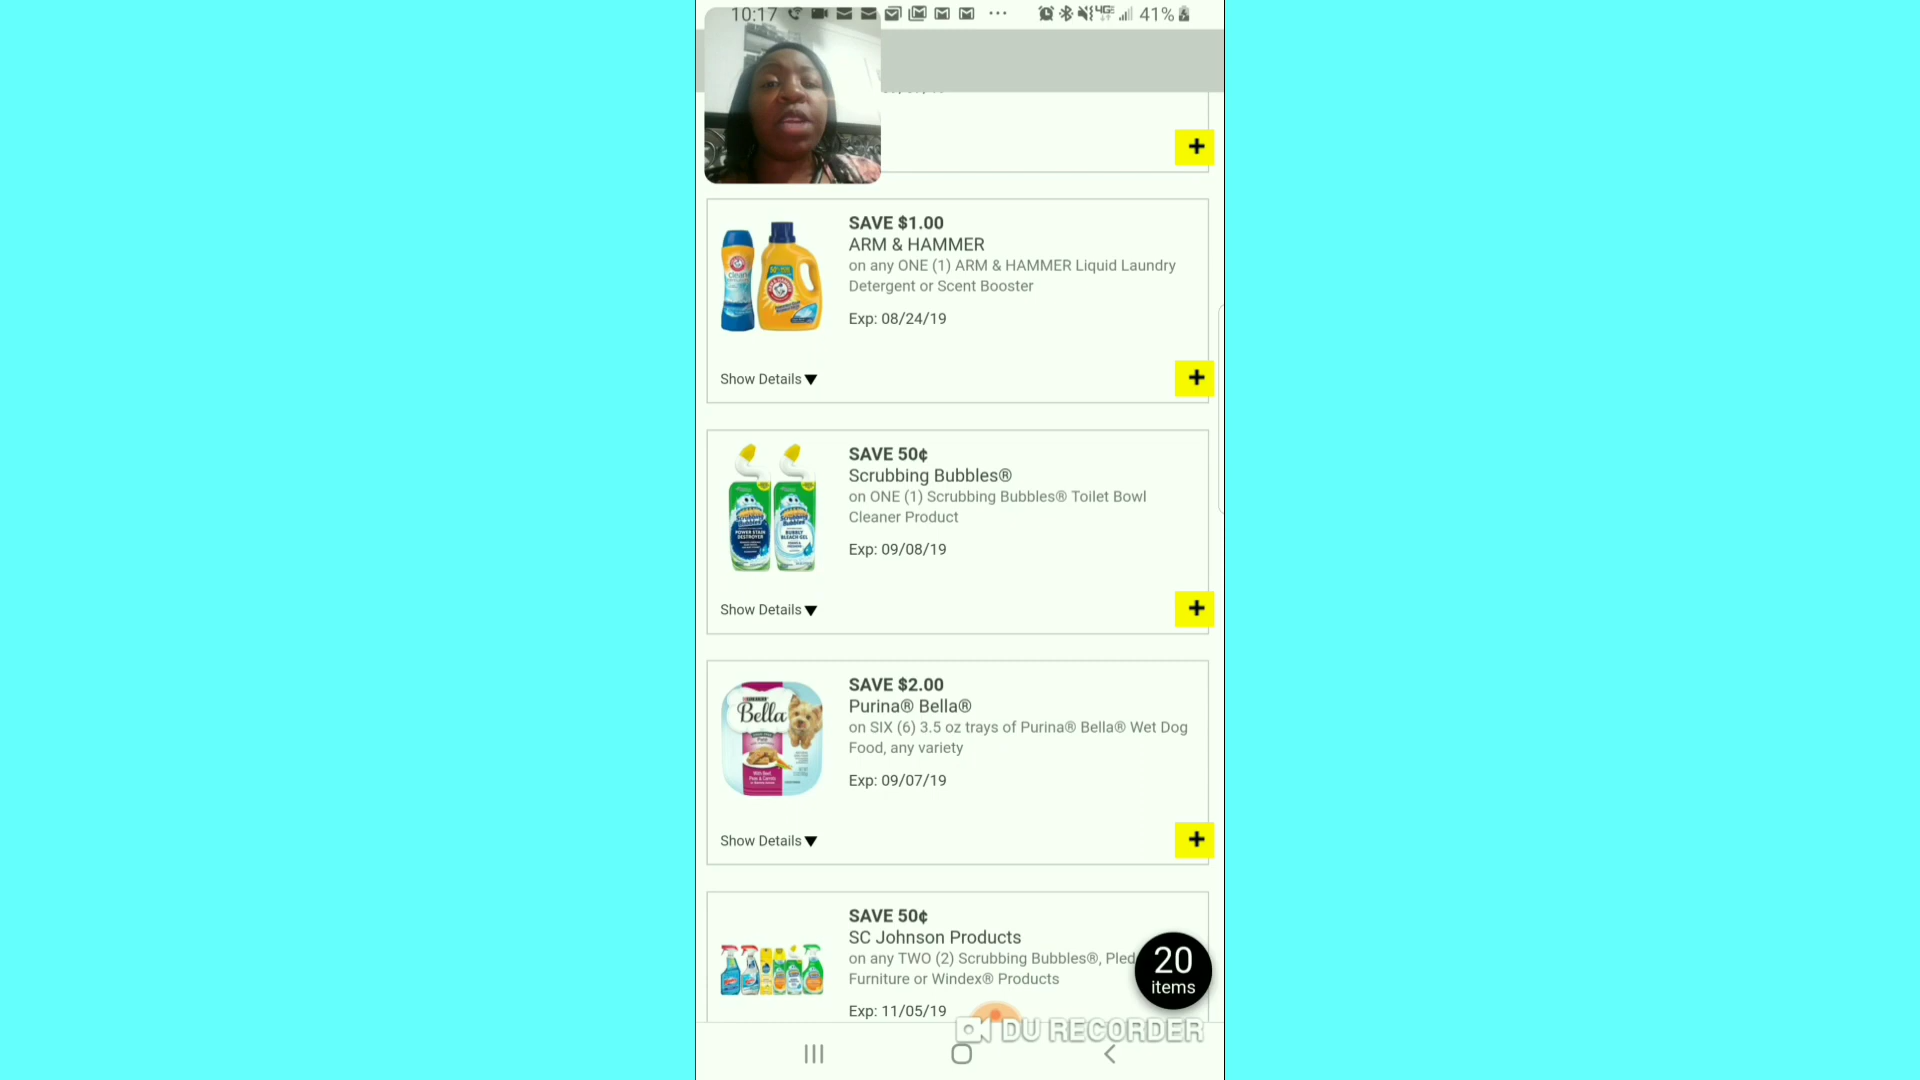 10:17
4GE
41%
SAVE $1.00
ARM & HAMMER
on any ONE (1) ARM & HAMMER Liquid Laundry
Detergent or Scent Booster
Exp: 08/24/19
Show Details
SAVE 50¢
Scrubbing Bubbles®
on ONE (1) Scrubbing Bubbles® Toilet Bowl
Cleaner Product
Exp: 09/08/19
Show Details
SAVE $2.00
Purina® Bella®
on SIX (6) 3.5 oz trays of Purina® Bella® Wet Dog
Food, any variety
Exp: 09/07/19
Bella
Show Details
SAVE 50¢
SC Johnson Products
on any TWO (2) Scrubbing Bubbles®, Pled
Furniture or Windex® Products
Exp: 11/05/19
20
items
DU RECORDER